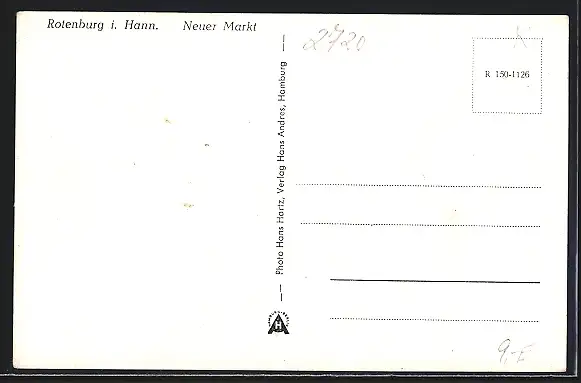 Rotenburg i. Hann. Neuer Markt
2720
R 150-1126
Photo Hans Hartz, Verlag Hans Andres, Hamburg
9,-E